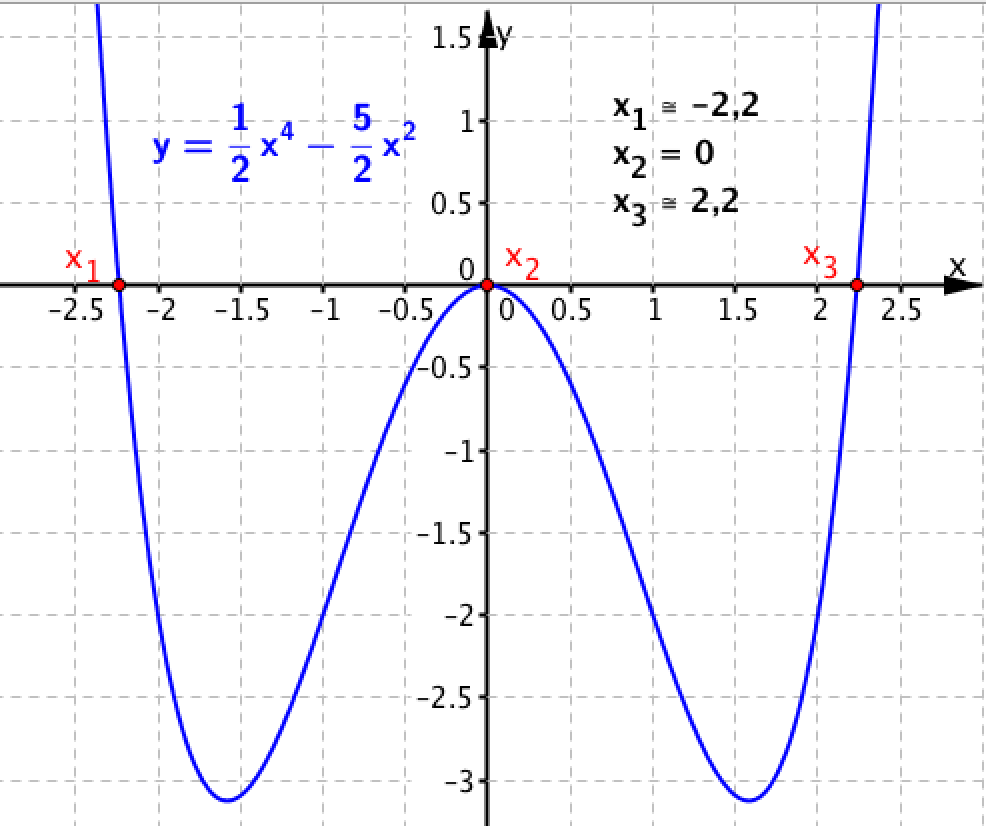 1.5
y
x₁ ≅ −2,2
1
y = 1/2 x⁴ − 5/2 x²
x₂ = 0
0.5
x₃ ≅ 2,2
x₁
0
x₂
x₃
x
−2.5 −2 −1.5 −1 −0.5 0 0.5 1 1.5 2 2.5
−0.5
−1
−1.5
−2
−2.5
−3